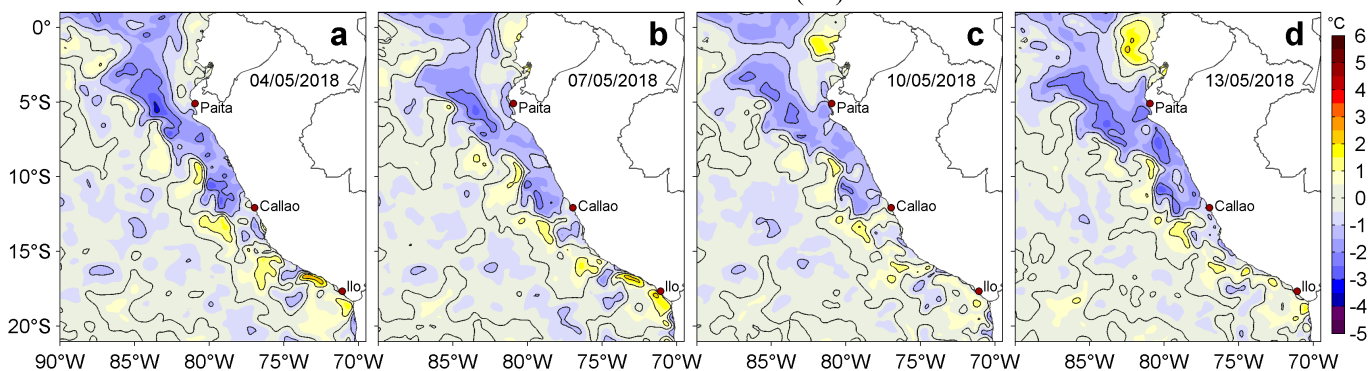 a b c d °C
0° 6
04/05/2018 07/05/2018 10/05/2018 13/05/2018 5
4
5°S Paita Paita Paita Paita 3
2
10°S 1
Callao Callao Callao Callao 0
-1
15°S -2
Ilo Ilo Ilo Ilo -3
-4
20°S -5
90°W 85°W 80°W 75°W 70°W 85°W 80°W 75°W 70°W 85°W 80°W 75°W 70°W 85°W 80°W 75°W 70°W